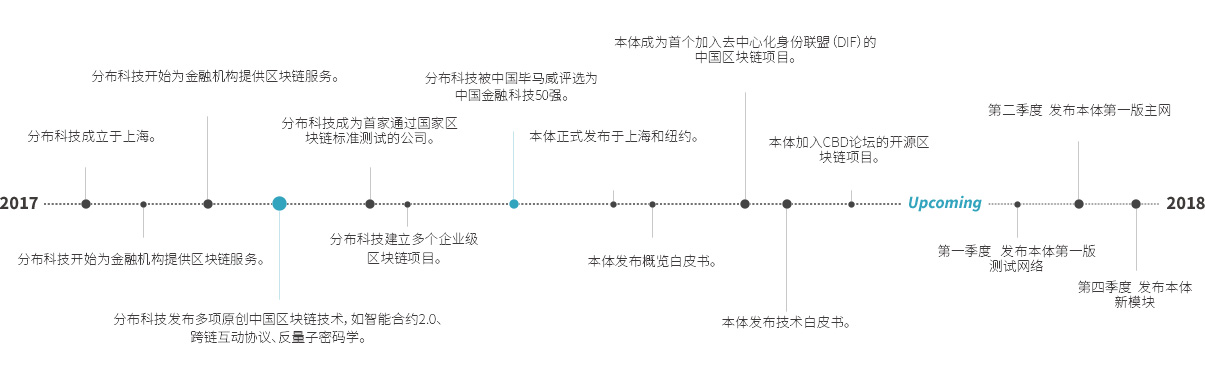 2017
分布科技成立于上海。
分布科技开始为金融机构提供区块链服务。
分布科技开始为金融机构提供区块链服务。
分布科技发布多项原创中国区块链技术，如智能合约2.0、
跨链互动协议、反量子密码学。
分布科技成为首家通过国家区
块链标准测试的公司。
分布科技建立多个企业级
区块链项目。
分布科技被中国毕马威评选为
中国金融科技50强。
本体正式发布于上海和纽约。
本体发布概览白皮书。
本体成为首个加入去中心化身份联盟（DIF）的
中国区块链项目。
本体发布技术白皮书。
本体加入CBD论坛的开源区
块链项目。
Upcoming
第一季度 发布本体第一版
测试网络
第二季度 发布本体第一版主网
第四季度 发布本体
新模块
2018